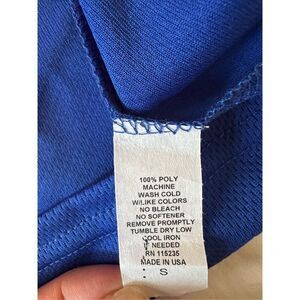 100% POLY
MACHINE
WASH COLD
W/LIKE COLORS
NO BLEACH
NO SOFTENER
REMOVE PROMPTLY
TUMBLE DRY LOW
COOL IRON
IF NEEDED
RN 115235
MADE IN USA
S